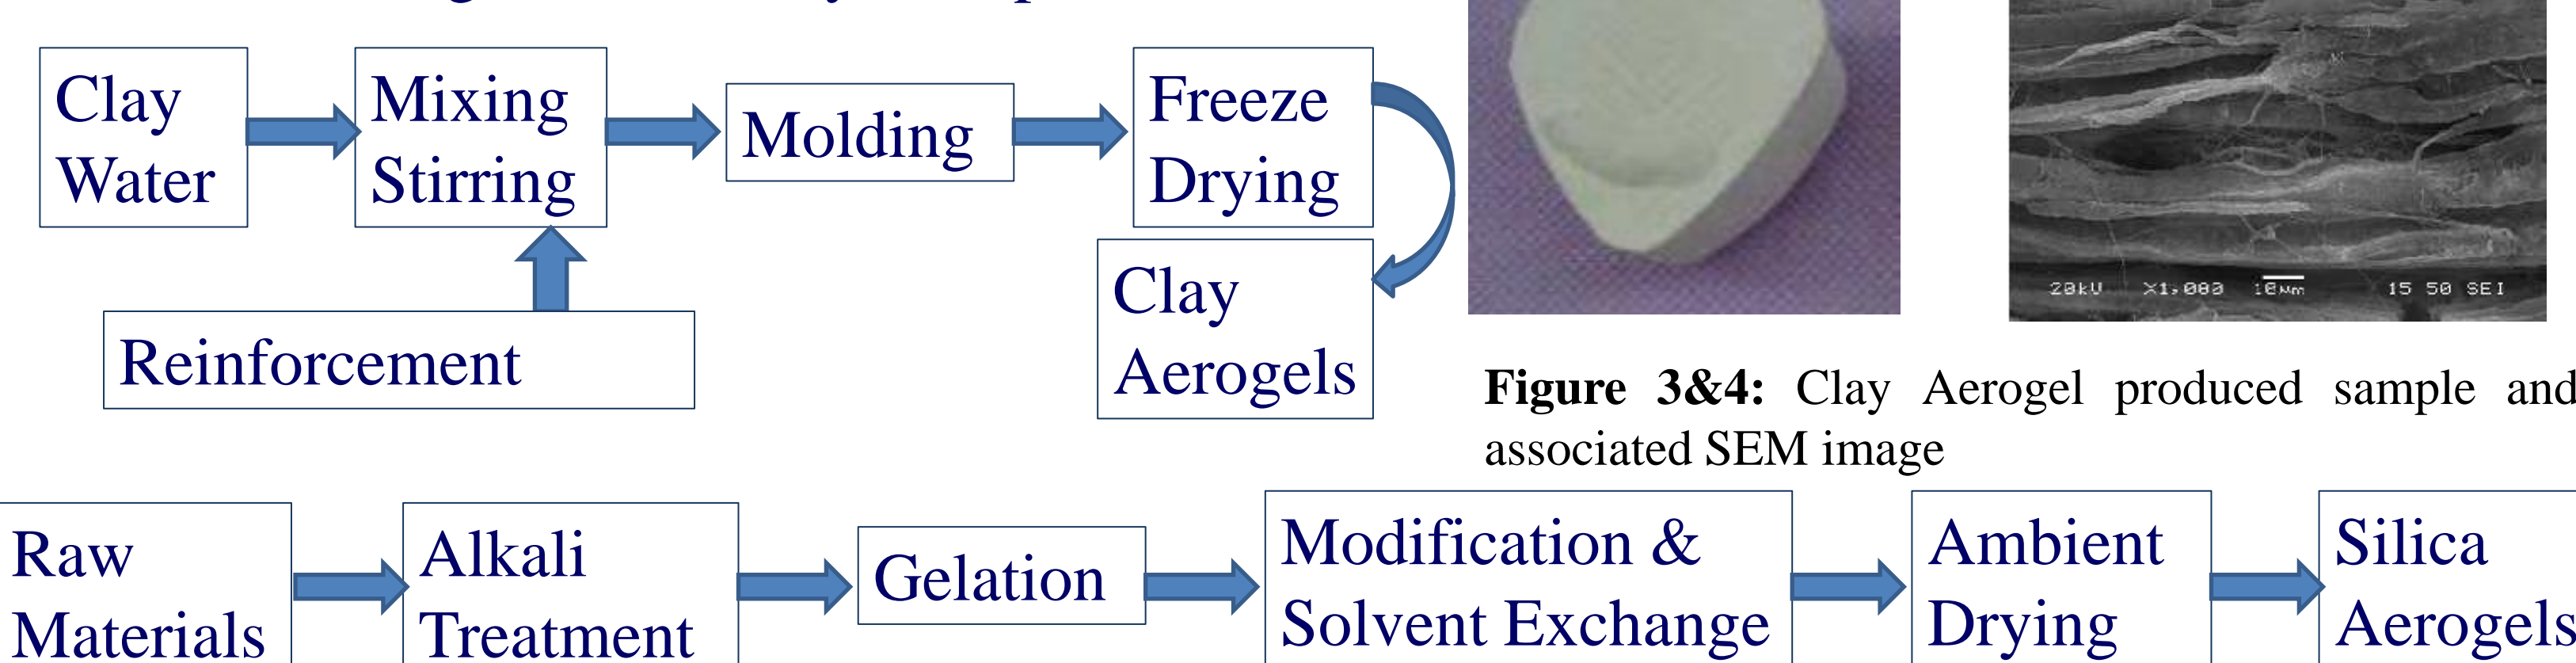 Clay
Water
Mixing
Stirring
Molding
Freeze
Drying
Reinforcement
Clay
Aerogels
20kU X1,000 10µm 15 50 SEI
Figure 3&4: Clay Aerogel produced sample and
associated SEM image
Raw
Materials
Alkali
Treatment
Gelation
Modification &
Solvent Exchange
Ambient
Drying
Silica
Aerogels